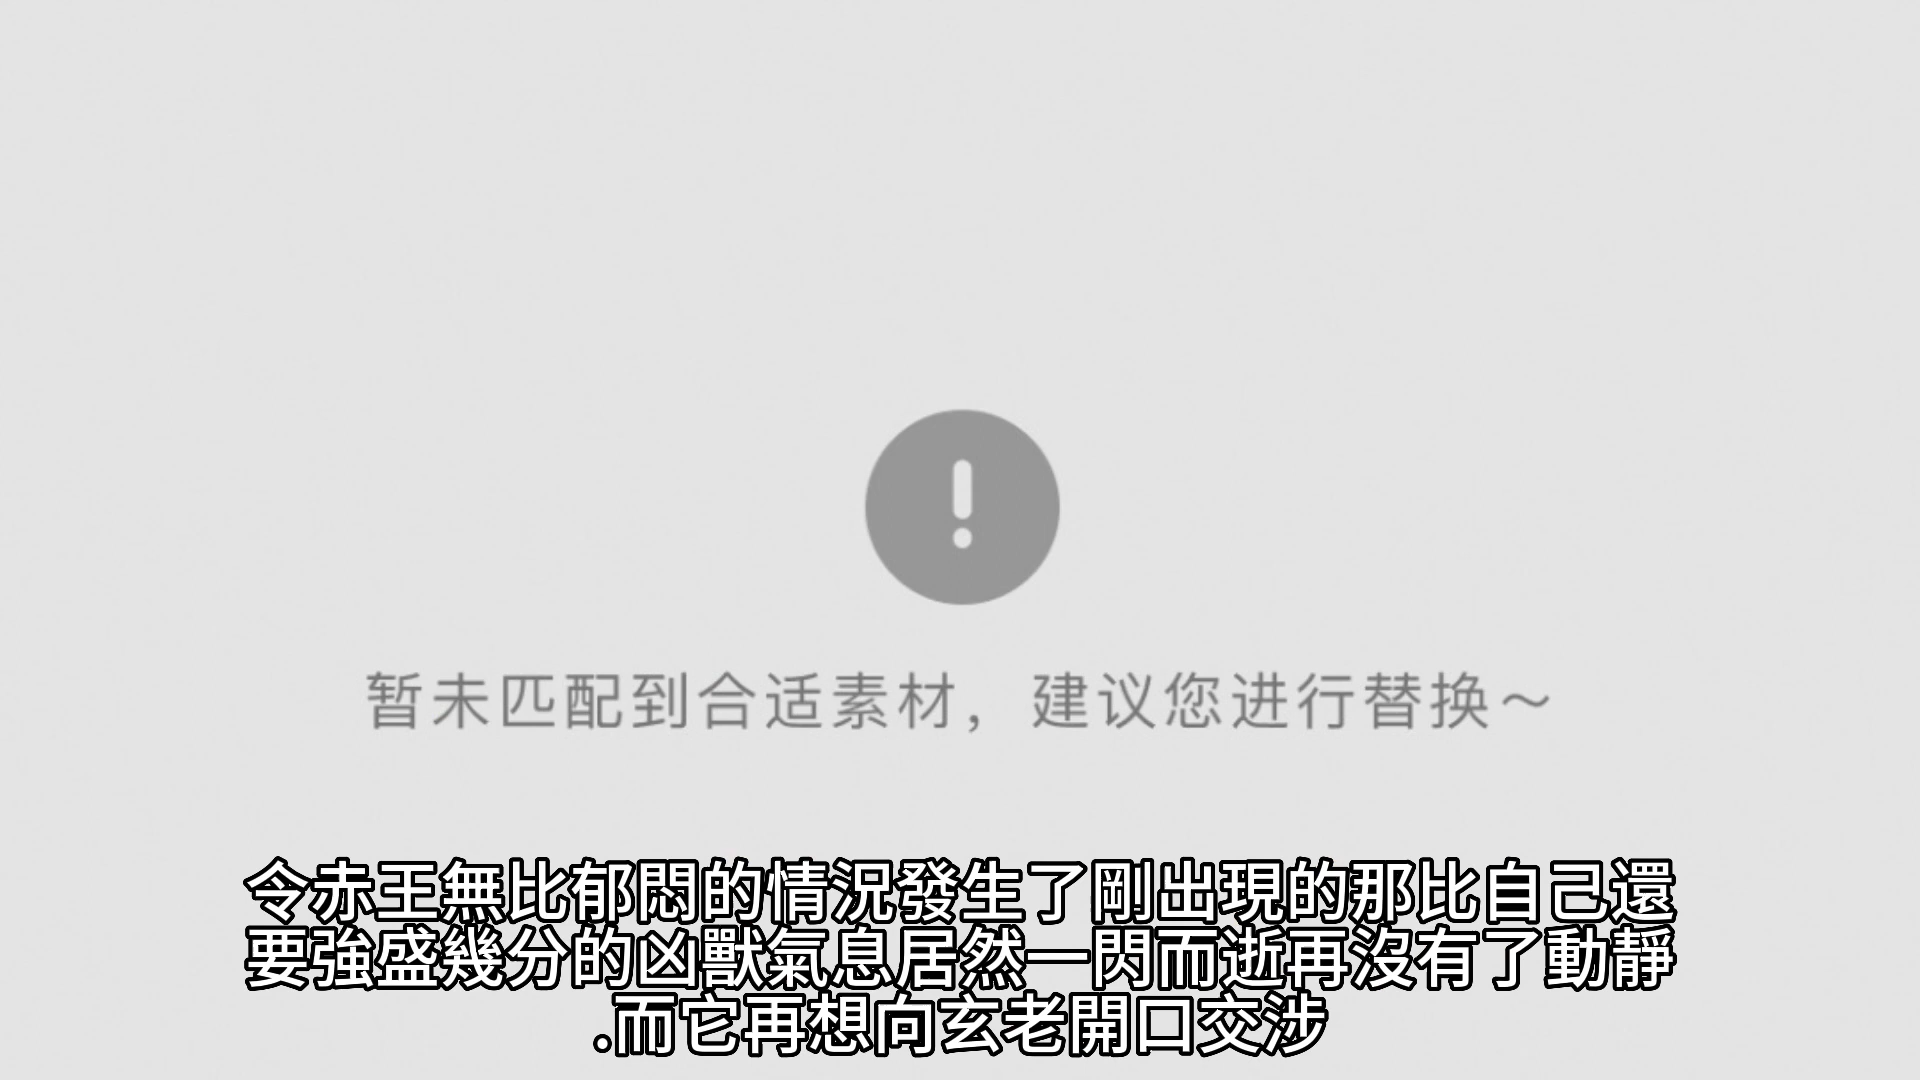 暂未匹配到合适素材，建议您进行替换～
令赤王無比郁悶的情況發生了剛出現的那比自己還
要強盛幾分的凶獸氣息居然一閃而逝再沒有了動靜
.而它再想向玄老開口交涉